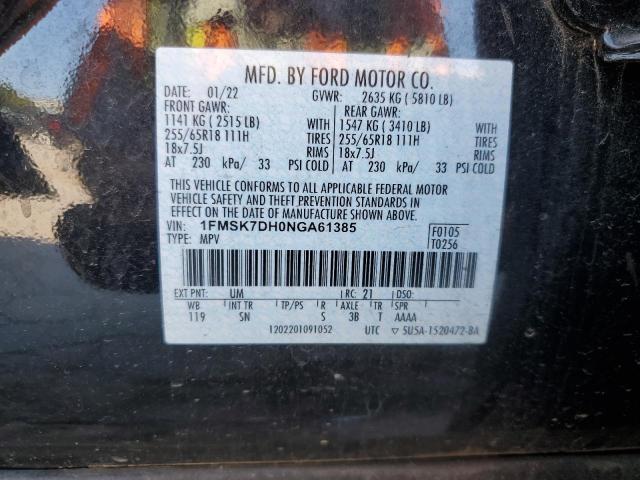 MFD. BY FORD MOTOR CO.
DATE: 01/22 GVWR: 2635 KG ( 5810 LB)
FRONT GAWR: REAR GAWR:
1141 KG ( 2515 LB) WITH 1547 KG ( 3410 LB) WITH
255/65R18 111H TIRES 255/65R18 111H TIRES
18x7.5J RIMS 18x7.5J RIMS
AT 230 kPa/ 33 PSI COLD AT 230 kPa/ 33 PSI COLD
THIS VEHICLE CONFORMS TO ALL APPLICABLE FEDERAL MOTOR
VEHICLE SAFETY AND THEFT PREVENTION STANDARDS IN
EFFECT ON THE DATE OF MANUFACTURE SHOWN ABOVE.
VIN: 1FMSK7DH0NGA61385 F0105
TYPE: MPV T0256
EXT PNT: UM RC: 21 DSO:
WB INT TR TP/PS R AXLE TR SPR
119 SN S 3B T AAAA
1202201091052 UTC ▽ 5U5A-1520472-BA